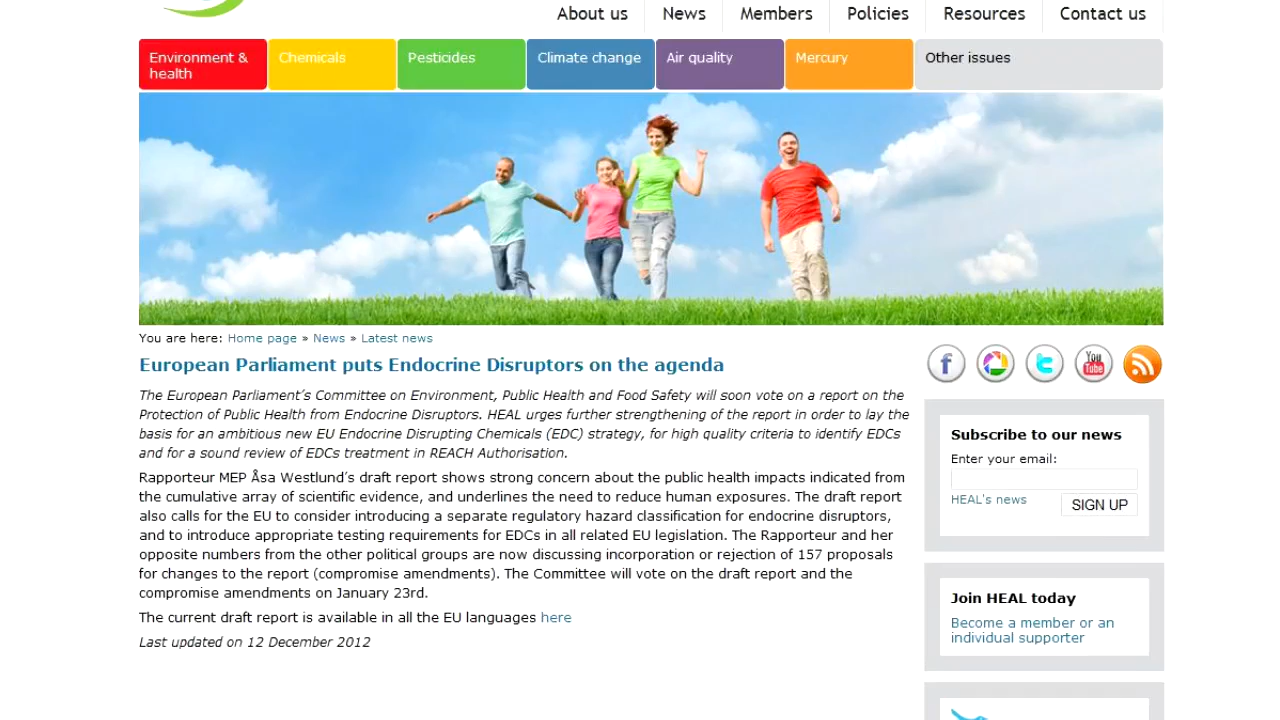 About us
News
Members
Policies
Resources
Contact us
Environment &
health
Chemicals
Pesticides
Climate change
Air quality
Mercury
Other issues
You are here: Home page » News » Latest news
European Parliament puts Endocrine Disruptors on the agenda
The European Parliament´s Committee on Environment, Public Health and Food Safety will soon vote on a report on the
Protection of Public Health from Endocrine Disruptors. HEAL urges further strengthening of the report in order to lay the
basis for an ambitious new EU Endocrine Disrupting Chemicals (EDC) strategy, for high quality criteria to identify EDCs
and for a sound review of EDCs treatment in REACH Authorisation.
Rapporteur MEP Åsa Westlund´s draft report shows strong concern about the public health impacts indicated from
the cumulative array of scientific evidence, and underlines the need to reduce human exposures. The draft report
also calls for the EU to consider introducing a separate regulatory hazard classification for endocrine disruptors,
and to introduce appropriate testing requirements for EDCs in all related EU legislation. The Rapporteur and her
opposite numbers from the other political groups are now discussing incorporation or rejection of 157 proposals
for changes to the report (compromise amendments). The Committee will vote on the draft report and the
compromise amendments on January 23rd.
The current draft report is available in all the EU languages here
Last updated on 12 December 2012
f
t
You
Tube
Subscribe to our news
Enter your email:
HEAL's news
SIGN UP
Join HEAL today
Become a member or an
individual supporter